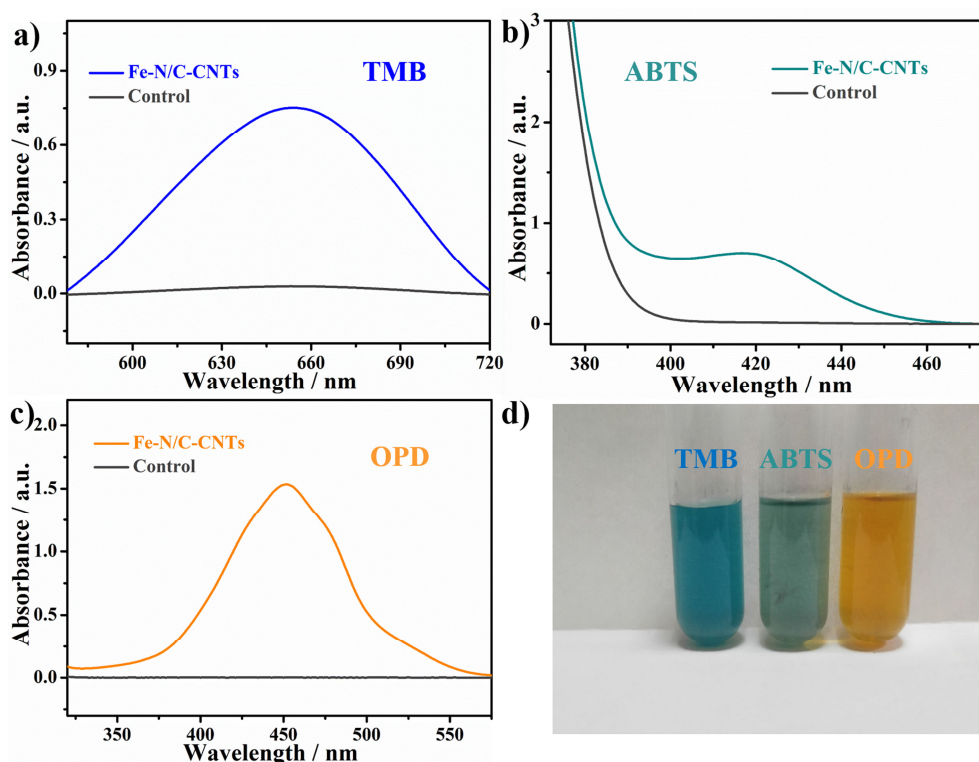 a)
Fe-N/C-CNTs
Control
TMB
0.9
0.6
0.3
0.0
Absorbance / a.u.
600 630 660 690 720
Wavelength / nm
b)
ABTS
Fe-N/C-CNTs
Control
3
2
1
0
Absorbance / a.u.
380 400 420 440 460
Wavelength / nm
c)
Fe-N/C-CNTs
Control
OPD
2.0
1.5
1.0
0.5
0.0
Absorbance / a.u.
350 400 450 500 550
Wavelength / nm
d)
TMB ABTS OPD